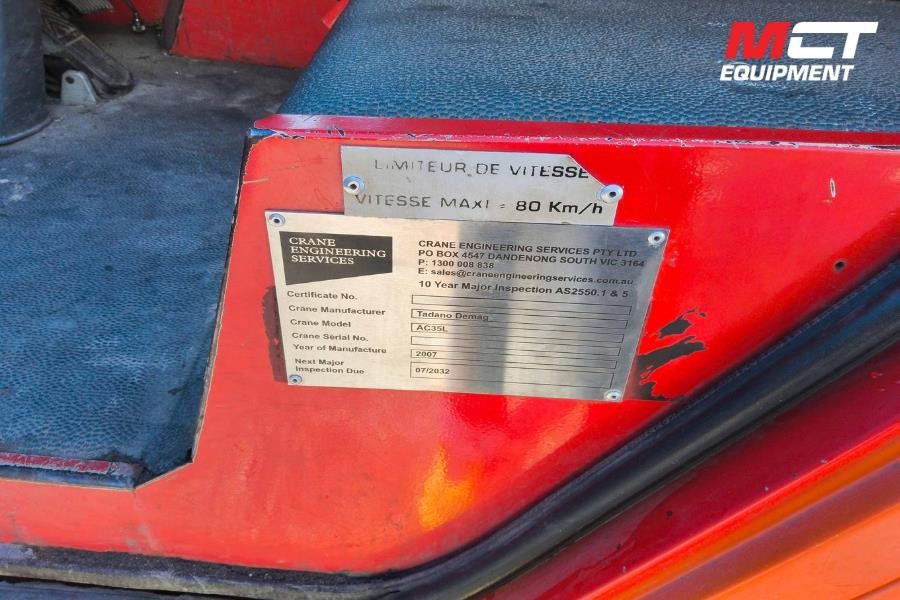 MCT
EQUIPMENT
LIMITEUR DE VITESSE
VITESSE MAXI = 80 Km/h
CRANE
ENGINEERING
SERVICES
CRANE ENGINEERING SERVICES PTY LTD
PO BOX 4547 DANDENONG SOUTH VIC 3164
P: 1300 008 838
E: sales@craneengineeringservices.com.au
10 Year Major Inspection AS2550.1 & 5
Certificate No.
Crane Manufacturer Tadano Demag
Crane Model AC35L
Crane Serial No.
Year of Manufacture 2007
Next Major
Inspection Due 07/2032